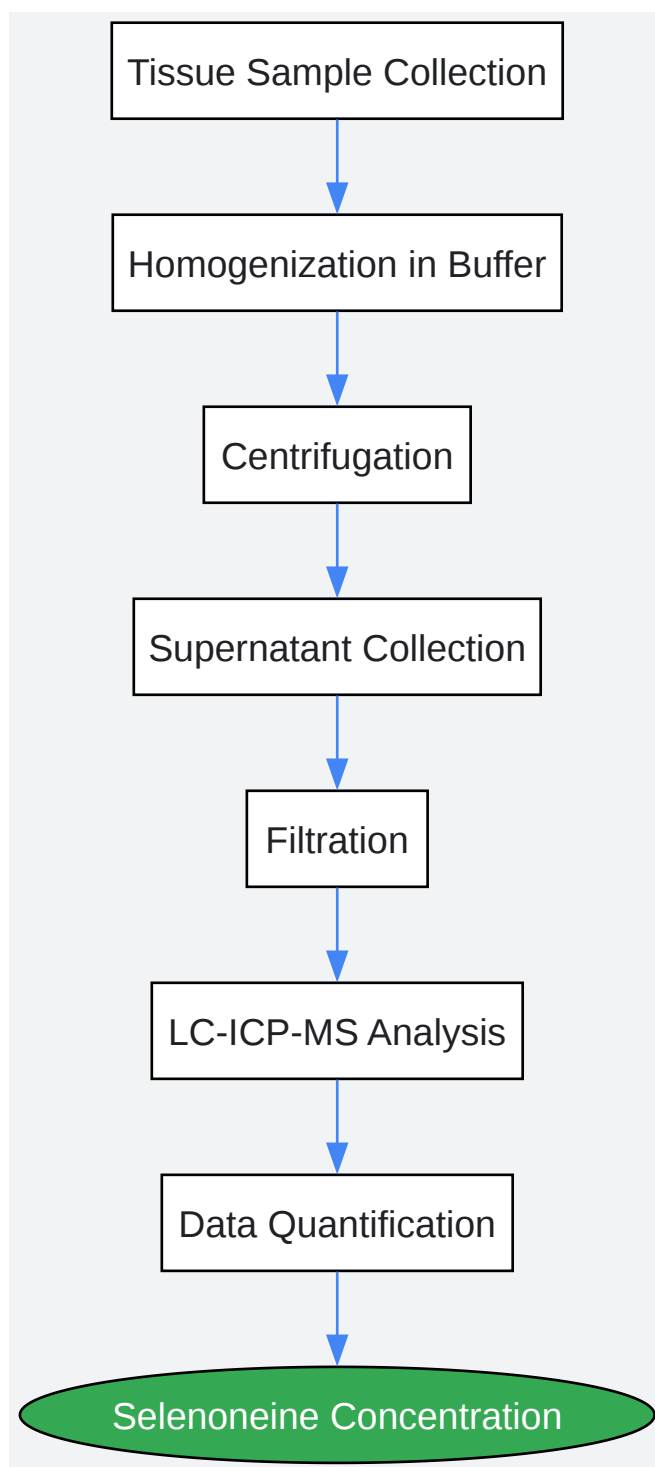 Tissue Sample Collection
Homogenization in Buffer
Centrifugation
Supernatant Collection
Filtration
LC-ICP-MS Analysis
Data Quantification
Selenoneine Concentration